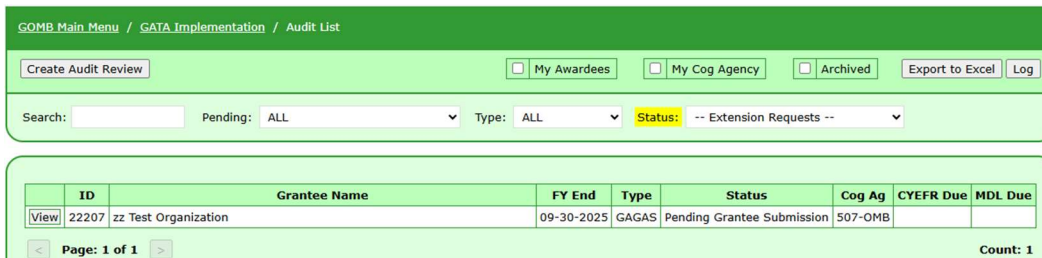 GOMB Main Menu / GATA Implementation / Audit List
Create Audit Review My Awardees My Cog Agency Archived Export to Excel Log
Search: Pending: ALL Type: ALL Status: -- Extension Requests --
ID Grantee Name FY End Type Status Cog Ag CYEFR Due MDL Due
View 22207 zz Test Organization 09-30-2025 GAGAS Pending Grantee Submission 507-OMB
< Page: 1 of 1 > Count: 1